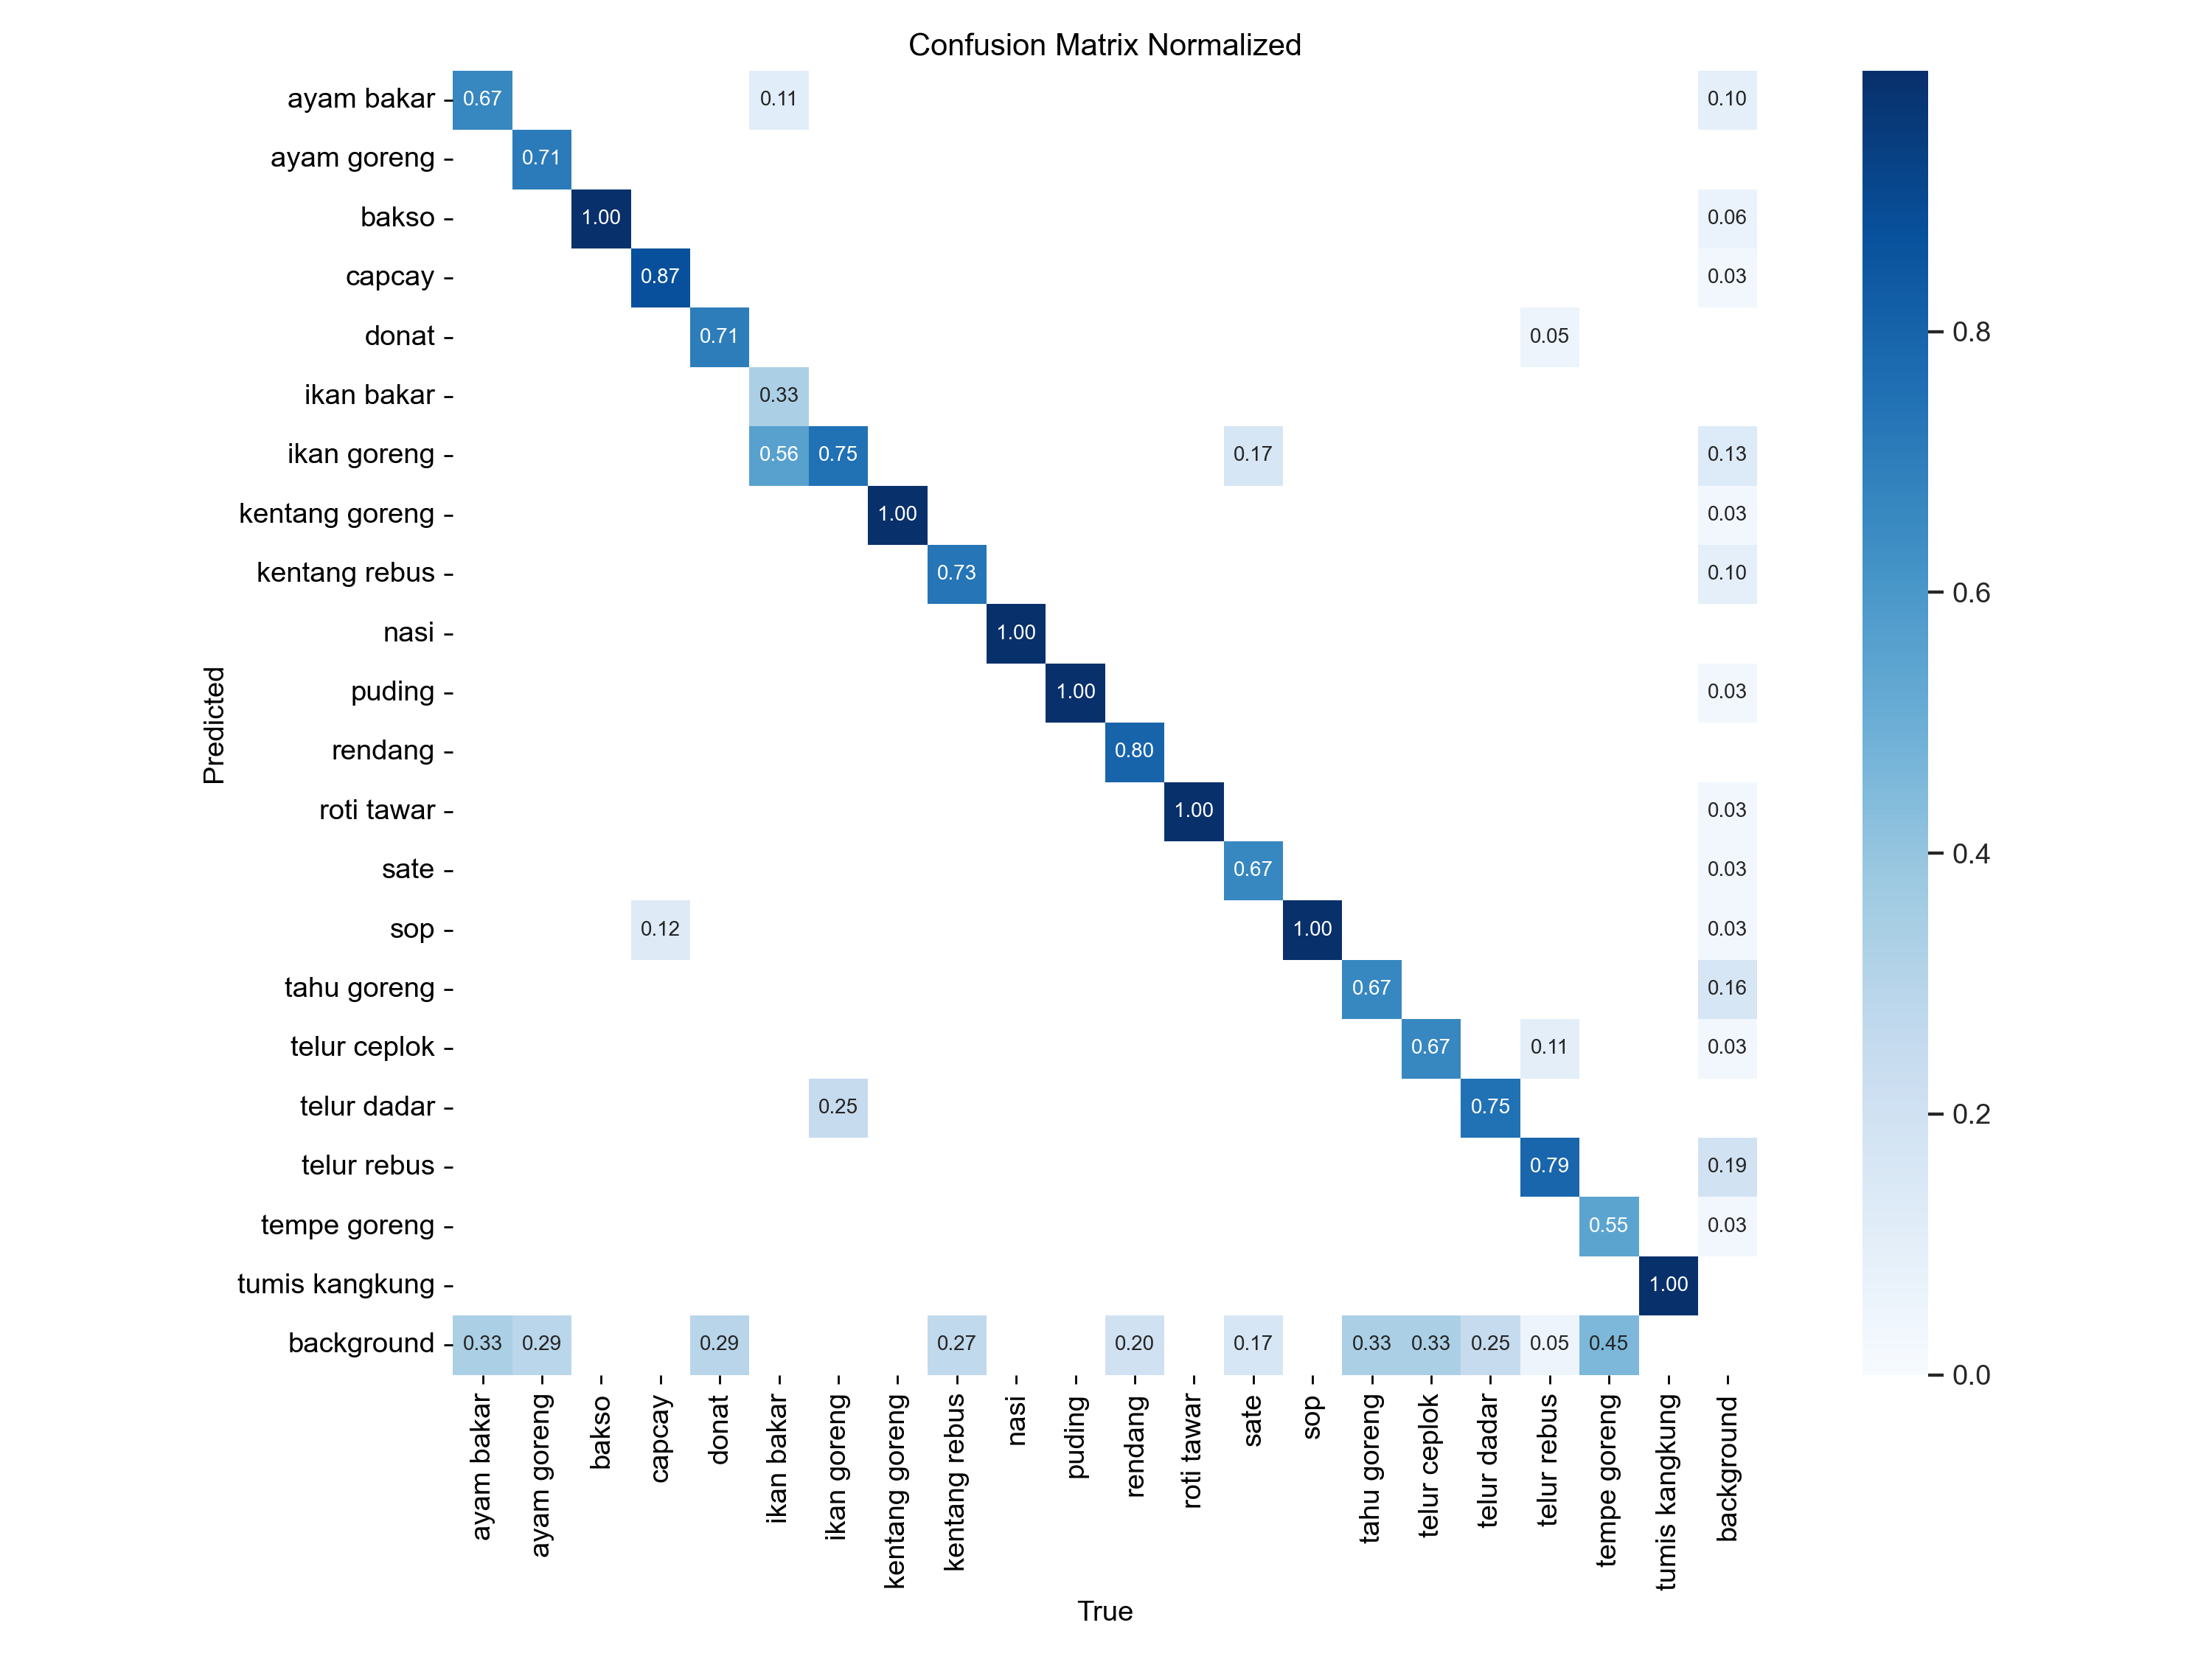 Confusion Matrix Normalized
ayam bakar 0.67 0.11 0.10
ayam goreng 0.71
bakso 1.00 0.06
capcay 0.87 0.03
donat 0.71 0.05
ikan bakar 0.33
ikan goreng 0.56 0.75 0.17 0.13
kentang goreng 1.00 0.03
kentang rebus 0.73 0.10
nasi 1.00
puding 1.00 0.03
rendang 0.80
roti tawar 1.00 0.03
sate 0.67 0.03
sop 0.12 1.00 0.03
tahu goreng 0.67 0.16
telur ceplok 0.67 0.11 0.03
telur dadar 0.25 0.75
telur rebus 0.79 0.19
tempe goreng 0.55 0.03
tumis kangkung 1.00
background 0.33 0.29 0.29 0.27 0.20 0.17 0.33 0.33 0.25 0.05 0.45
Predicted
ayam bakar
ayam goreng
bakso
capcay
donat
ikan bakar
ikan goreng
kentang goreng
kentang rebus
nasi
puding
rendang
roti tawar
sate
sop
tahu goreng
telur ceplok
telur dadar
telur rebus
tempe goreng
tumis kangkung
background
True
0.8
0.6
0.4
0.2
0.0